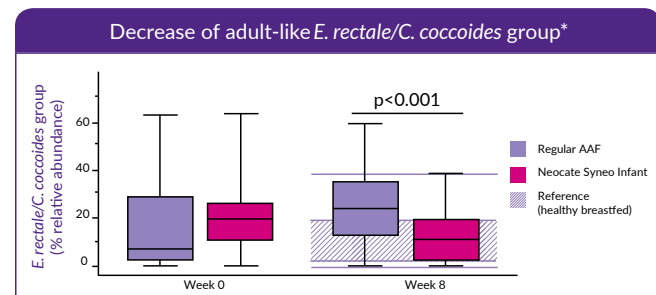 Decrease of adult-like E. rectale/C. coccoides group*
E. rectale/C. coccoides group
(% relative abundance)
60
40
20
0
p<0.001
Week 0
Week 8
Regular AAF
Neocate Syneo Infant
Reference
(healthy breastfed)